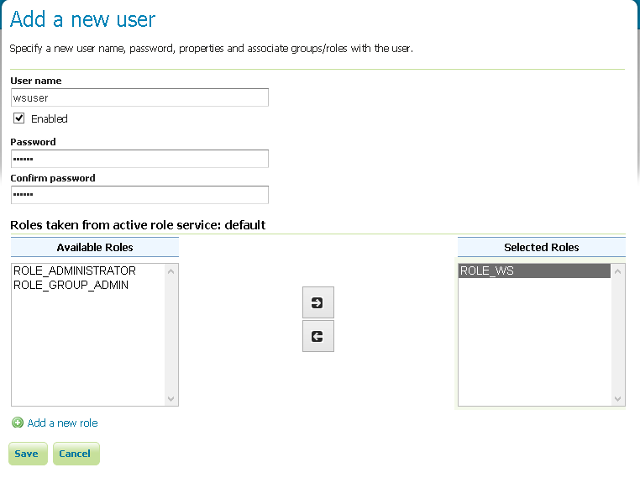 Add a new user
Specify a new user name, password, properties and associate groups/roles with the user.
User name
wsuser
Enabled
Password
••••••
Confirm password
••••••
Roles taken from active role service: default
Available Roles
Selected Roles
ROLE_ADMINISTRATOR
ROLE_GROUP_ADMIN
ROLE_WS
Add a new role
Save
Cancel